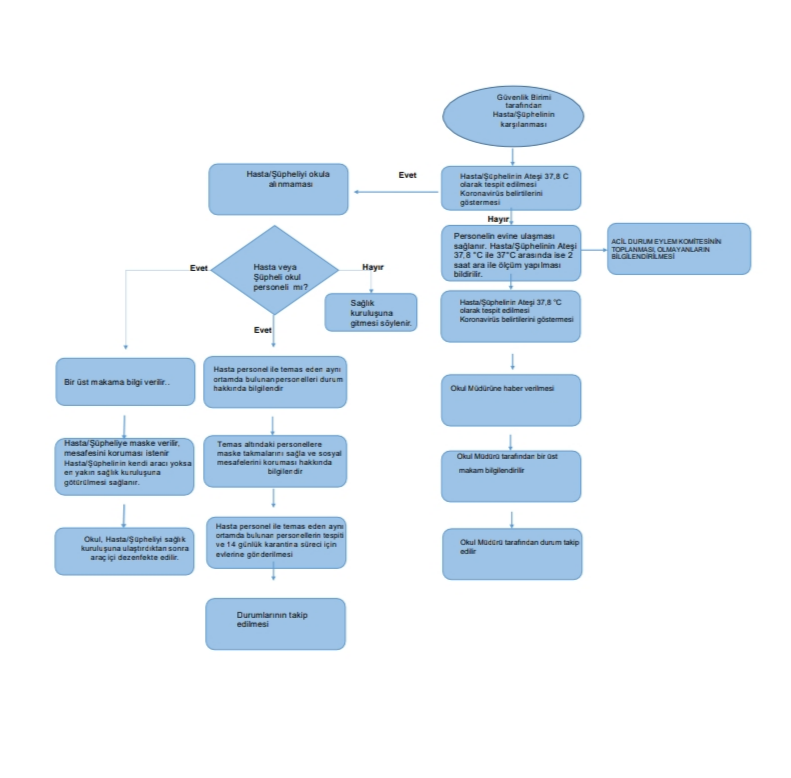 Güvenlik Birimi
tarafından
Hasta/Şüphelinin
karşılanması
Hasta/Şüphelinin Ateşi 37,8 C
olarak tespit edilmesi
Koronavirüs belirtilerini
göstermesi
Evet
Hasta/Şüpheliyi okula
alınmaması
Hayır
Personelin evine ulaşması
sağlanır. Hasta/Şüphelinin Ateşi
37,8 °C ile 37°C arasında ise 2
saat ara ile ölçüm yapılması
bildirilir.
ACİL DURUM EYLEM KOMİTESİNİN
TOPLANMASI, OLMAYANLARIN
BİLGİLENDİRİLMESİ
Hasta veya
Şüpheli okul
personeli mı?
Evet
Hayır
Sağlık
kuruluşuna
gitmesi söylenir.
Evet
Hasta/Şüphelinin Ateşi 37,8 °C
olarak tespit edilmesi
Koronavirüs belirtilerini göstermesi
Bir üst makama bilgi verilir..
Hasta personel ile temas eden aynı
ortamda bulunanpersonelleri durum
hakkında bilgilendir
Okul Müdürüne haber verilmesi
Hasta/Şüpheliye maske verilir,
mesafesini koruması istenir
Hasta/Şüphelinin kendi aracı yoksa
en yakın sağlık kuruluşuna
götürülmesi sağlanır.
Temas altındaki personellere
maske takmalarını sağla ve sosyal
mesafelerini koruması hakkında
bilgilendir
Okul Müdürü tarafından bir üst
makam bilgilendirilir
Okul, Hasta/Şüpheliyi sağlık
kuruluşuna ulaştırdıktan sonra
araç içi dezenfekte edilir.
Hasta personel ile temas eden aynı
ortamda bulunan personellerin tespiti
ve 14 günlük karantina süreci için
evlerine gönderilmesi
Okul Müdürü tarafından durum takip
edilir
Durumlarının takip
edilmesi